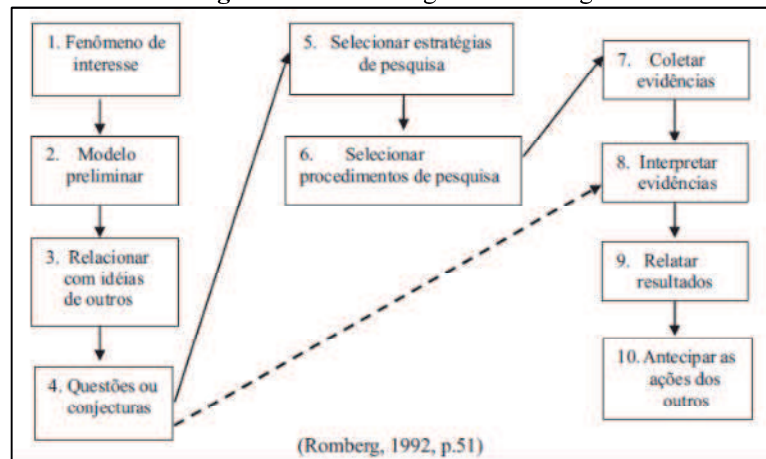 1. Fenômeno de
interesse
2. Modelo
preliminar
3. Relacionar
com idéias
de outros
4. Questões ou
conjecturas
5. Selecionar estratégias
de pesquisa
6. Selecionar
procedimentos de pesquisa
7. Coletar
evidências
8. Interpretar
evidências
9. Relatar
resultados
10. Antecipar as
ações dos
outros
(Romberg, 1992, p.51)